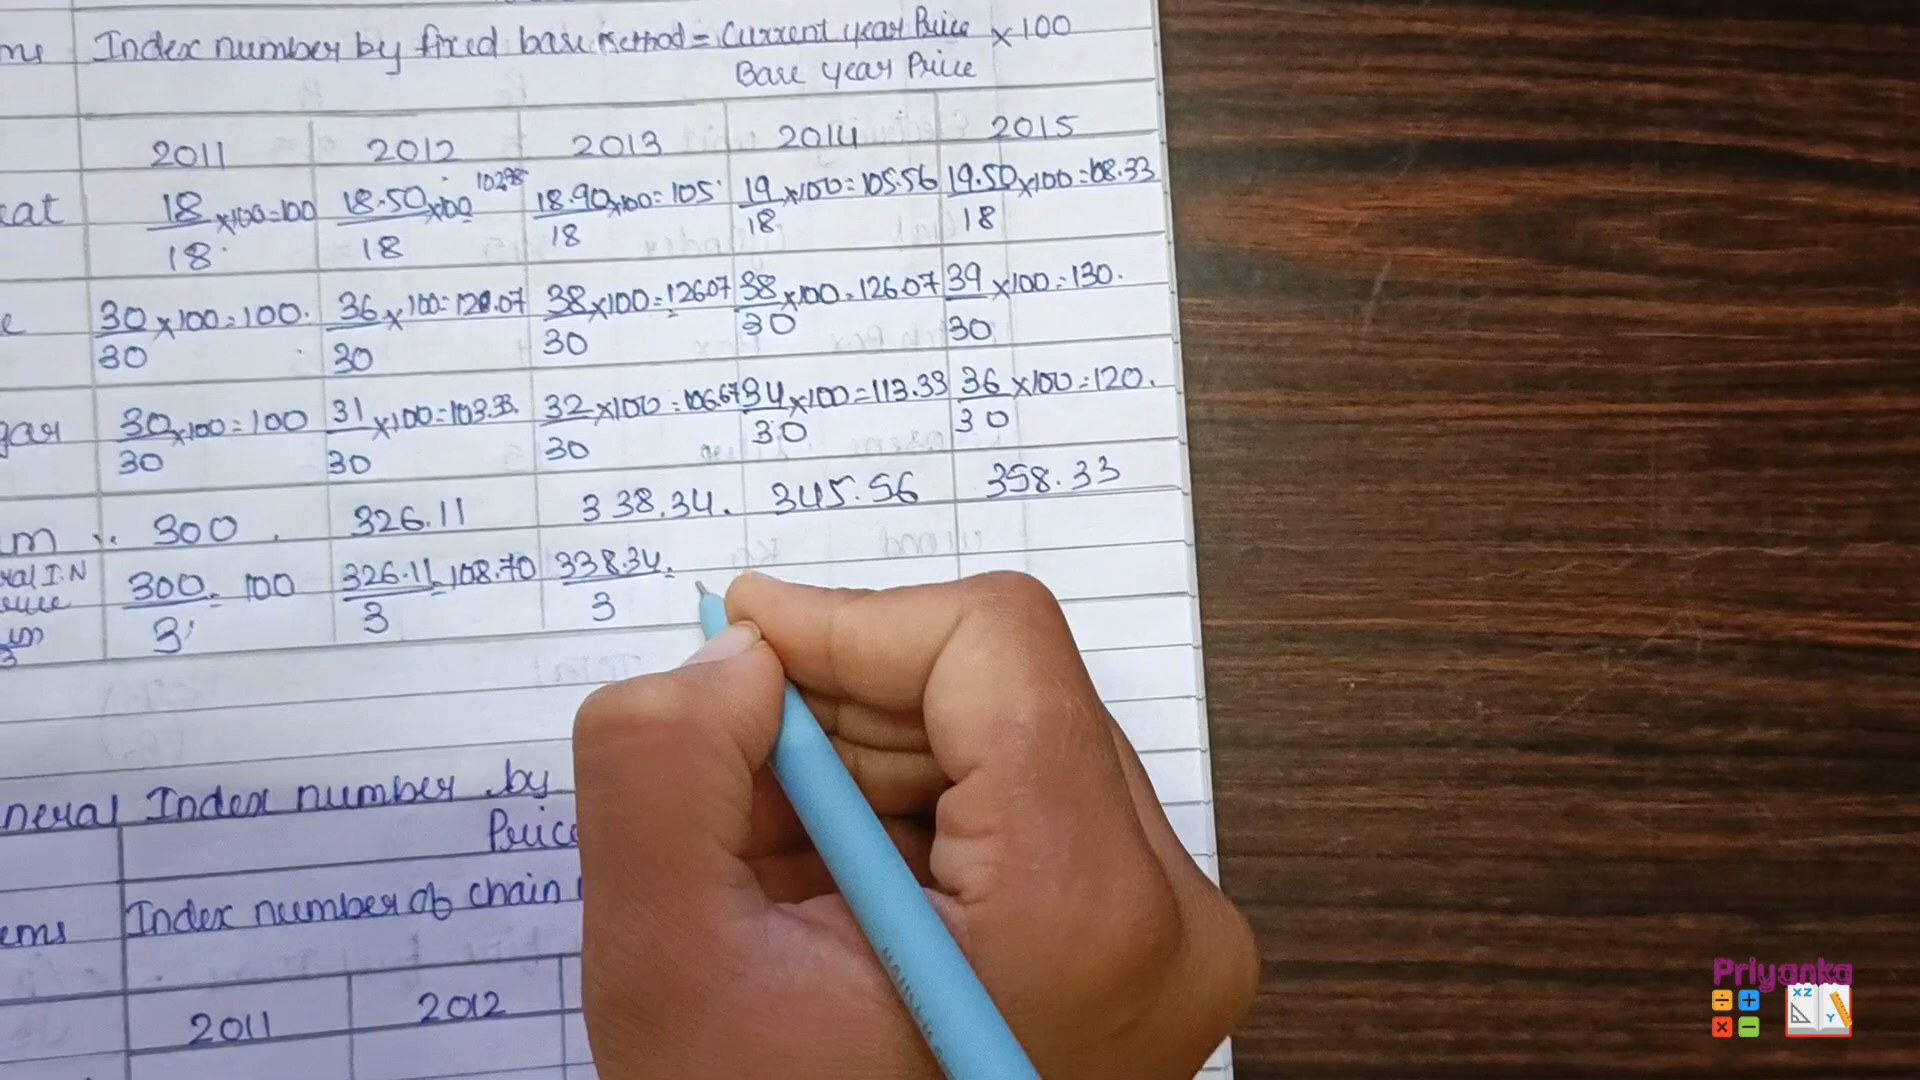 ms Index number by fixed base Method = Current year Price × 100
Base year Price
2011 2012 2013 2014 2015
eat 18/18 ×100=100 18.50/18 ×100 18.90/18 ×100=105 19/18 ×100=105.56 19.50/18 ×100=108.33
e 30/30 ×100=100. 36/30 ×100= 38/30 ×100=126.07 38/30 ×100=126.07 39/30 ×100=130.
gar 30/30 ×100=100 31/30 ×100=103.33. 32/30 ×100=106.67 34/30 ×100=113.33 36/30 ×100=120.
m 300 326.11 338.34. 345.56 358.33
ral I.N 300/3 = 100 326.11/3 = 108.70 338.34/3 =
neral Index number by
Price
ems Index number of chain
2011 2012
Priyanka
XZ
Y